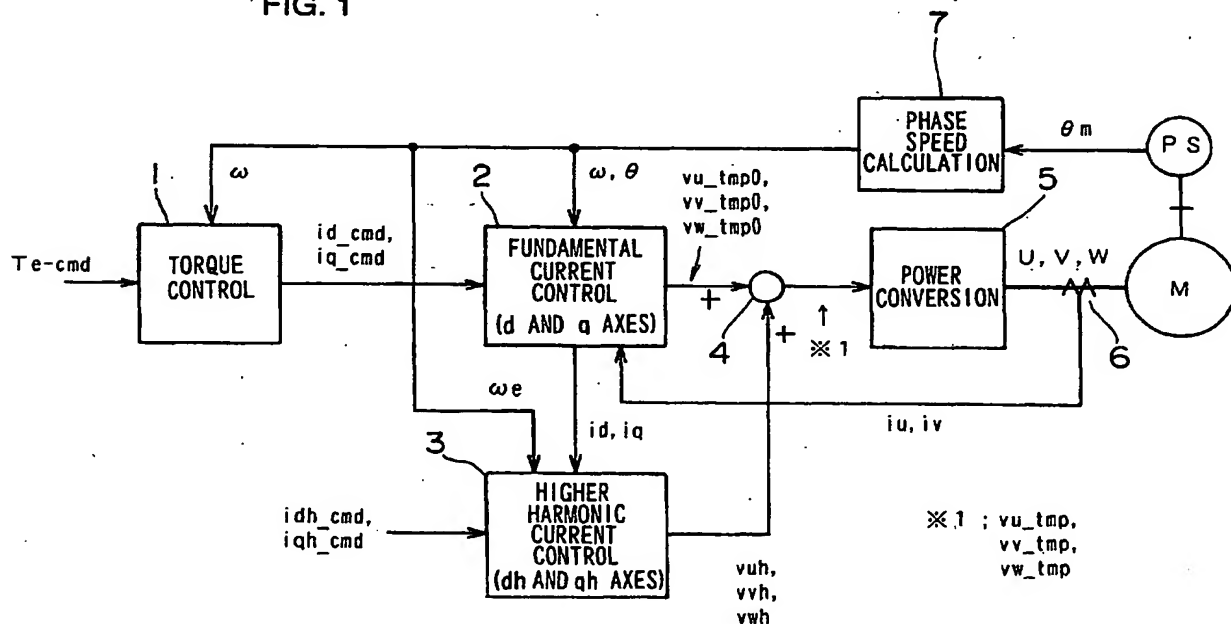 FIG. 1
7
PHASE
SPEED
CALCULATION
θm
PS
1
ω
2
ω, θ
vu_tmp0,
vv_tmp0,
vw_tmp0
5
Te-cmd
TORQUE
CONTROL
id_cmd,
iq_cmd
FUNDAMENTAL
CURRENT
CONTROL
(d AND q AXES)
+
4
+
↑
※1
POWER
CONVERSION
U, V, W
M
6
ωe
id, iq
iu, iv
3
idh_cmd,
iqh_cmd
HIGHER
HARMONIC
CURRENT
CONTROL
(dh AND qh AXES)
vuh,
vvh,
vwh
※1 ; vu_tmp,
vv_tmp,
vw_tmp